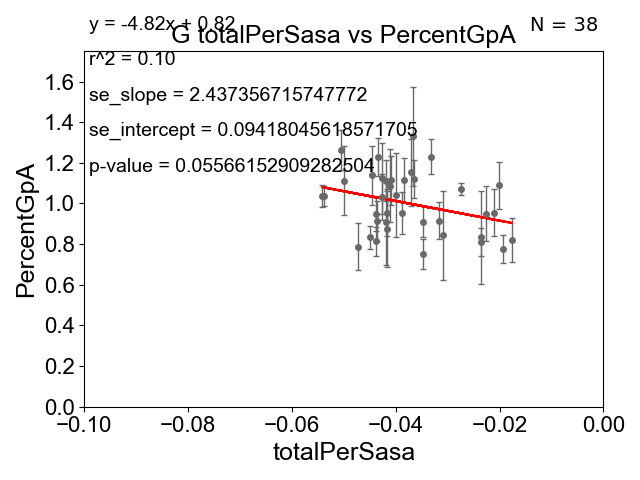 y = -4.82x + 0.82
N = 38
G totalPerSasa vs PercentGpA
r^2 = 0.10
se_slope = 2.437356715747772
se_intercept = 0.09418045618571705
p-value = 0.05566152909282504
PercentGpA
1.6
1.4
1.2
1.0
0.8
0.6
0.4
0.2
0.0
−0.10 −0.08 −0.06 −0.04 −0.02 0.00
totalPerSasa